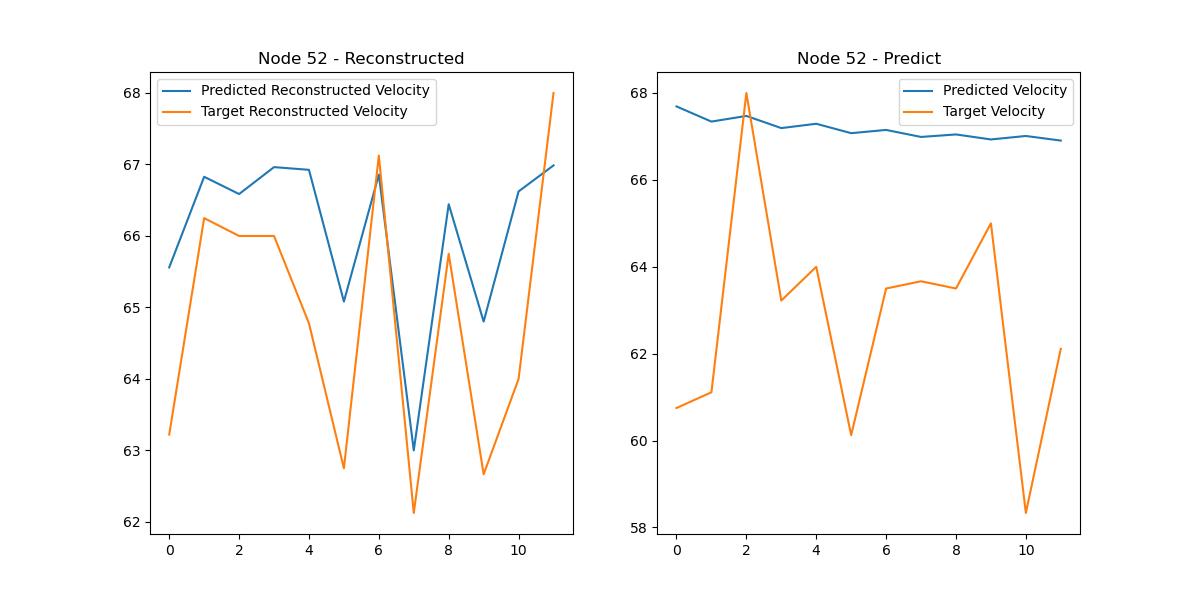 Node 52 - Reconstructed
Predicted Reconstructed Velocity
Target Reconstructed Velocity
68
67
66
65
64
63
62
0 2 4 6 8 10
Node 52 - Predict
Predicted Velocity
Target Velocity
68
66
64
62
60
58
0 2 4 6 8 10